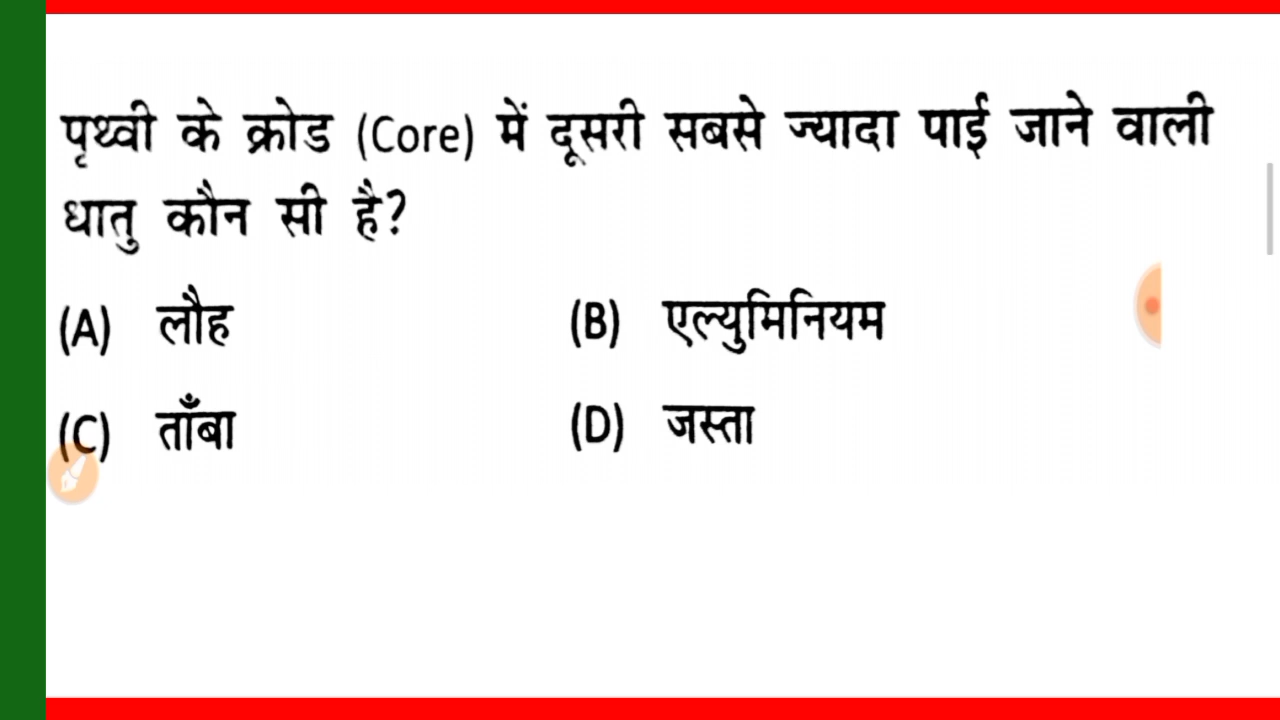 पृथ्वी के क्रोड (Core) में दूसरी सबसे ज्यादा पाई जाने वाली
धातु कौन सी है?
(A) लौह (B) एल्युमिनियम
(C) ताँबा (D) जस्ता